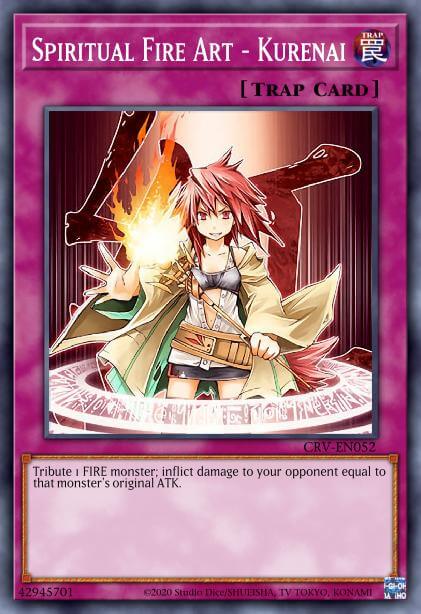 Spiritual Fire Art - Kurenai
TRAP
罠
[Trap Card]
CRV-EN052
Tribute 1 FIRE monster; inflict damage to your opponent equal to
that monster's original ATK.
42945701
©2020 Studio Dice/SHUEISHA, TV TOKYO, KONAMI